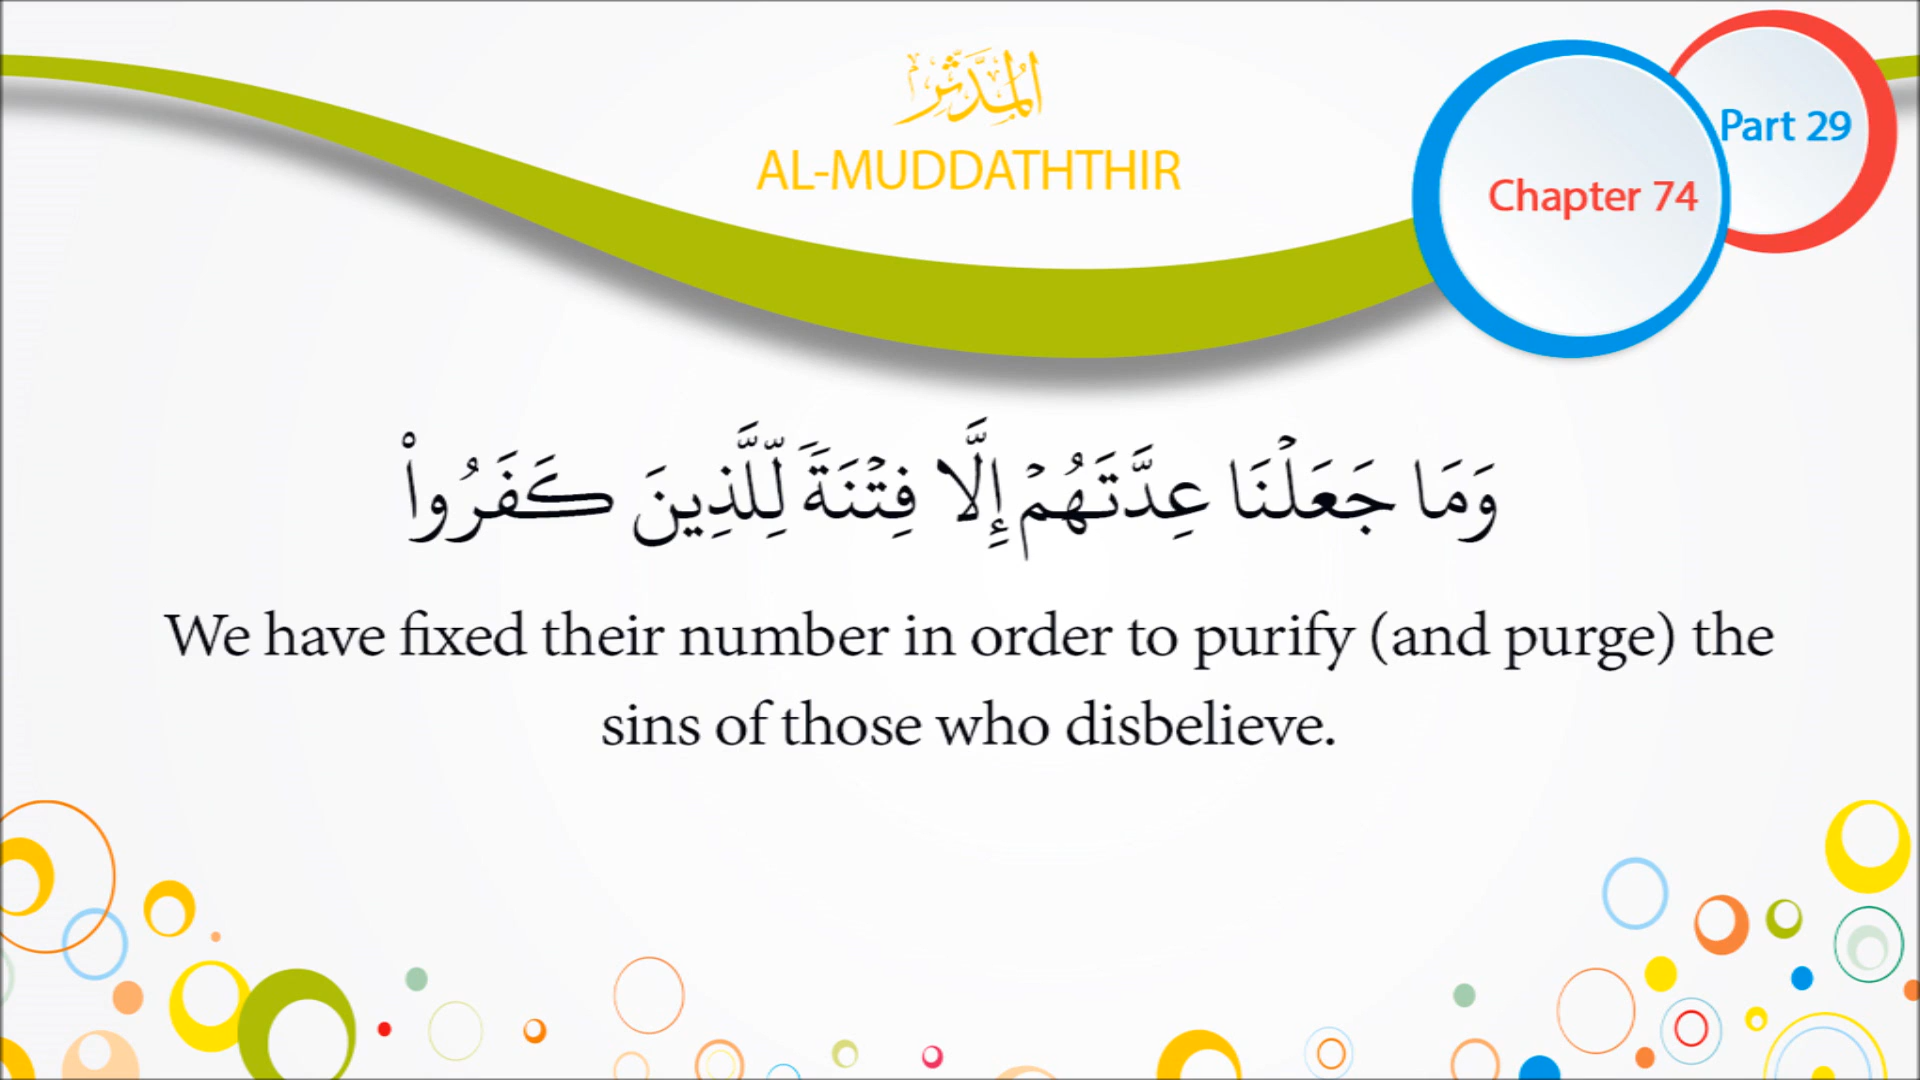 المُدَّثِّر
AL-MUDDATHTHIR
Part 29
Chapter 74
وَمَا جَعَلۡنَا عِدَّتَهُمۡ إِلَّا فِتۡنَةٗ لِّلَّذِينَ كَفَرُواْ
We have fixed their number in order to purify (and purge) the
sins of those who disbelieve.